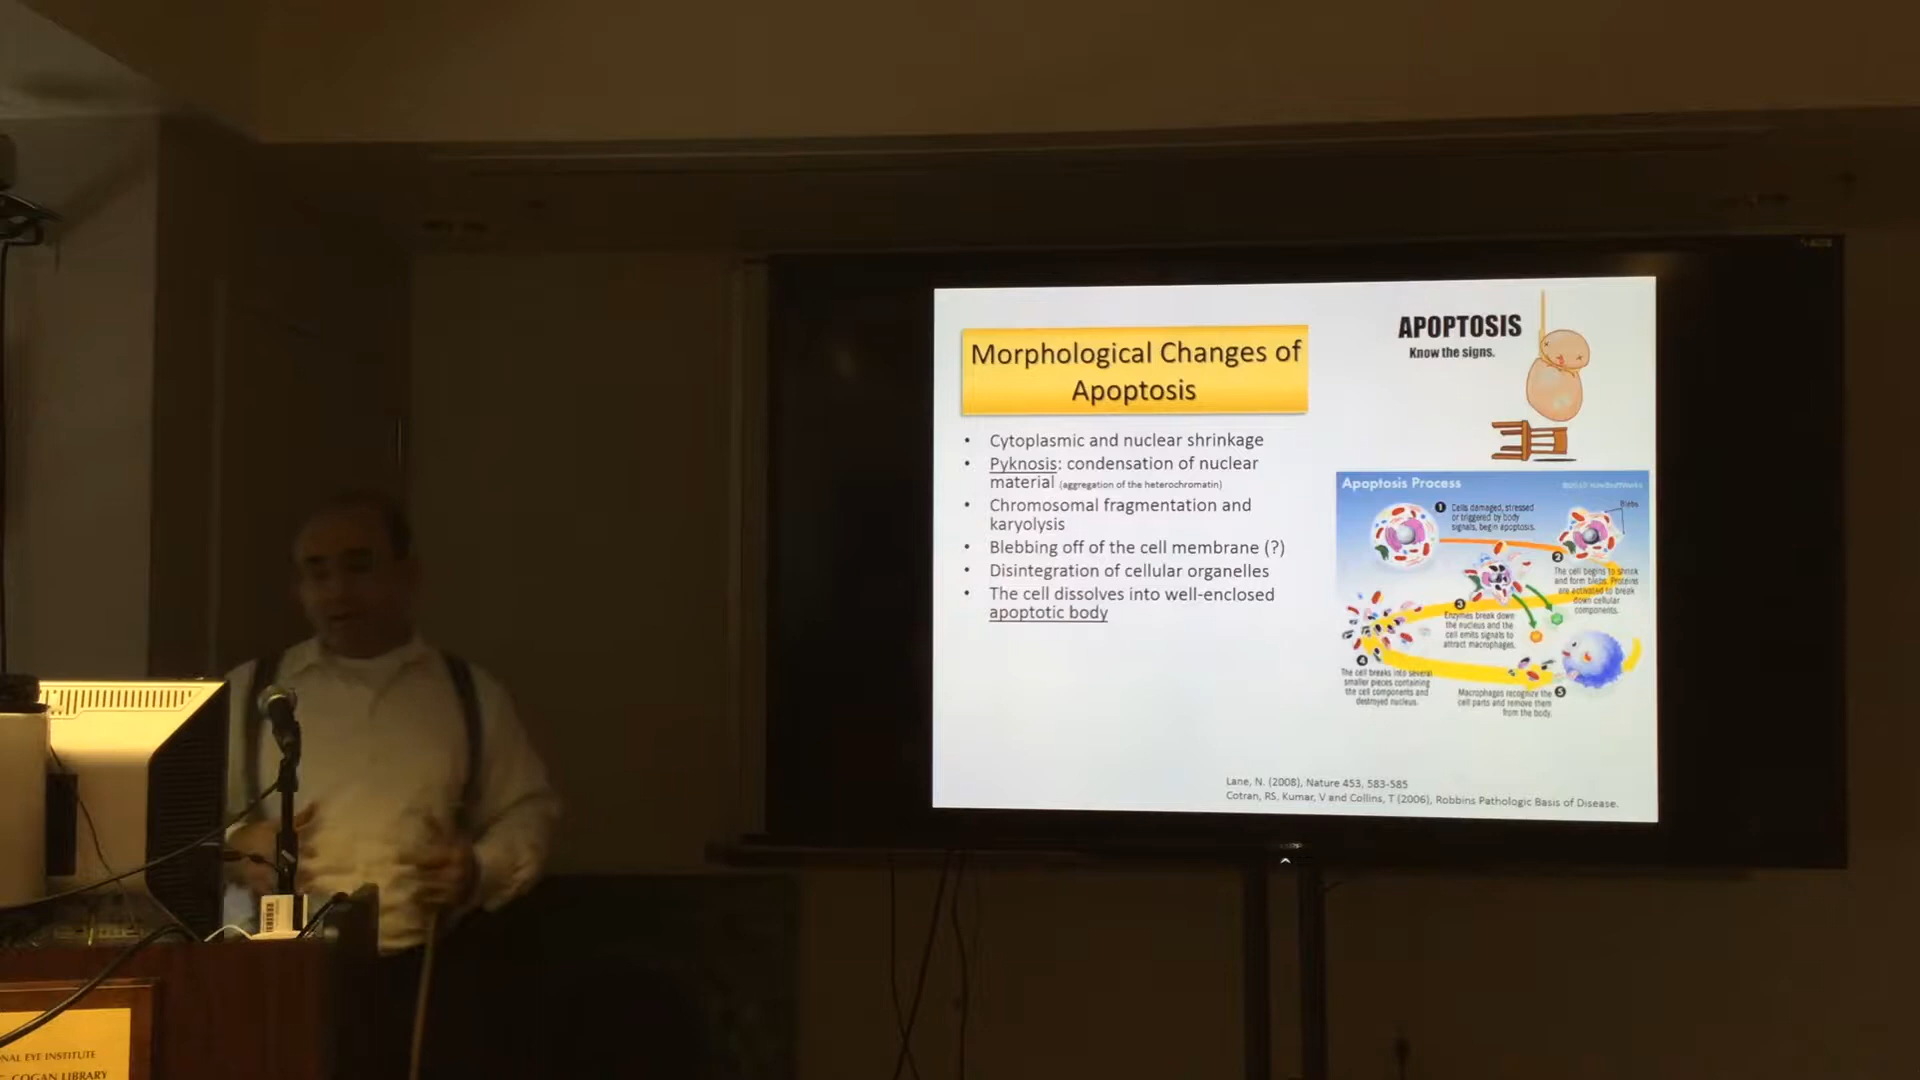 Morphological Changes of
Apoptosis
• Cytoplasmic and nuclear shrinkage
• Pyknosis: condensation of nuclear
material (aggregation of the heterochromatin)
• Chromosomal fragmentation and
karyolysis
• Blebbing off of the cell membrane (?)
• Disintegration of cellular organelles
• The cell dissolves into well-enclosed
apoptotic body
APOPTOSIS
Know the signs.
Apoptosis Process
1 Cells damaged, stressed
or triggered by body
signals, begin apoptosis.
Blebs
2
The cell begins to shrink
and form blebs. Proteins
are activated to break
down cellular
components.
3
Enzymes break down
the nucleus and the
cell emits signals to
attract macrophages.
4
The cell breaks into several
smaller pieces containing
the cell components and
destroyed nucleus.
5
Macrophages recognize the
cell parts and remove them
from the body.
Lane, N. (2008), Nature 453, 583-585
Cotran, RS, Kumar, V and Collins, T (2006), Robbins Pathologic Basis of Disease.
NAL EYE INSTITUTE
COGAN LIBRARY